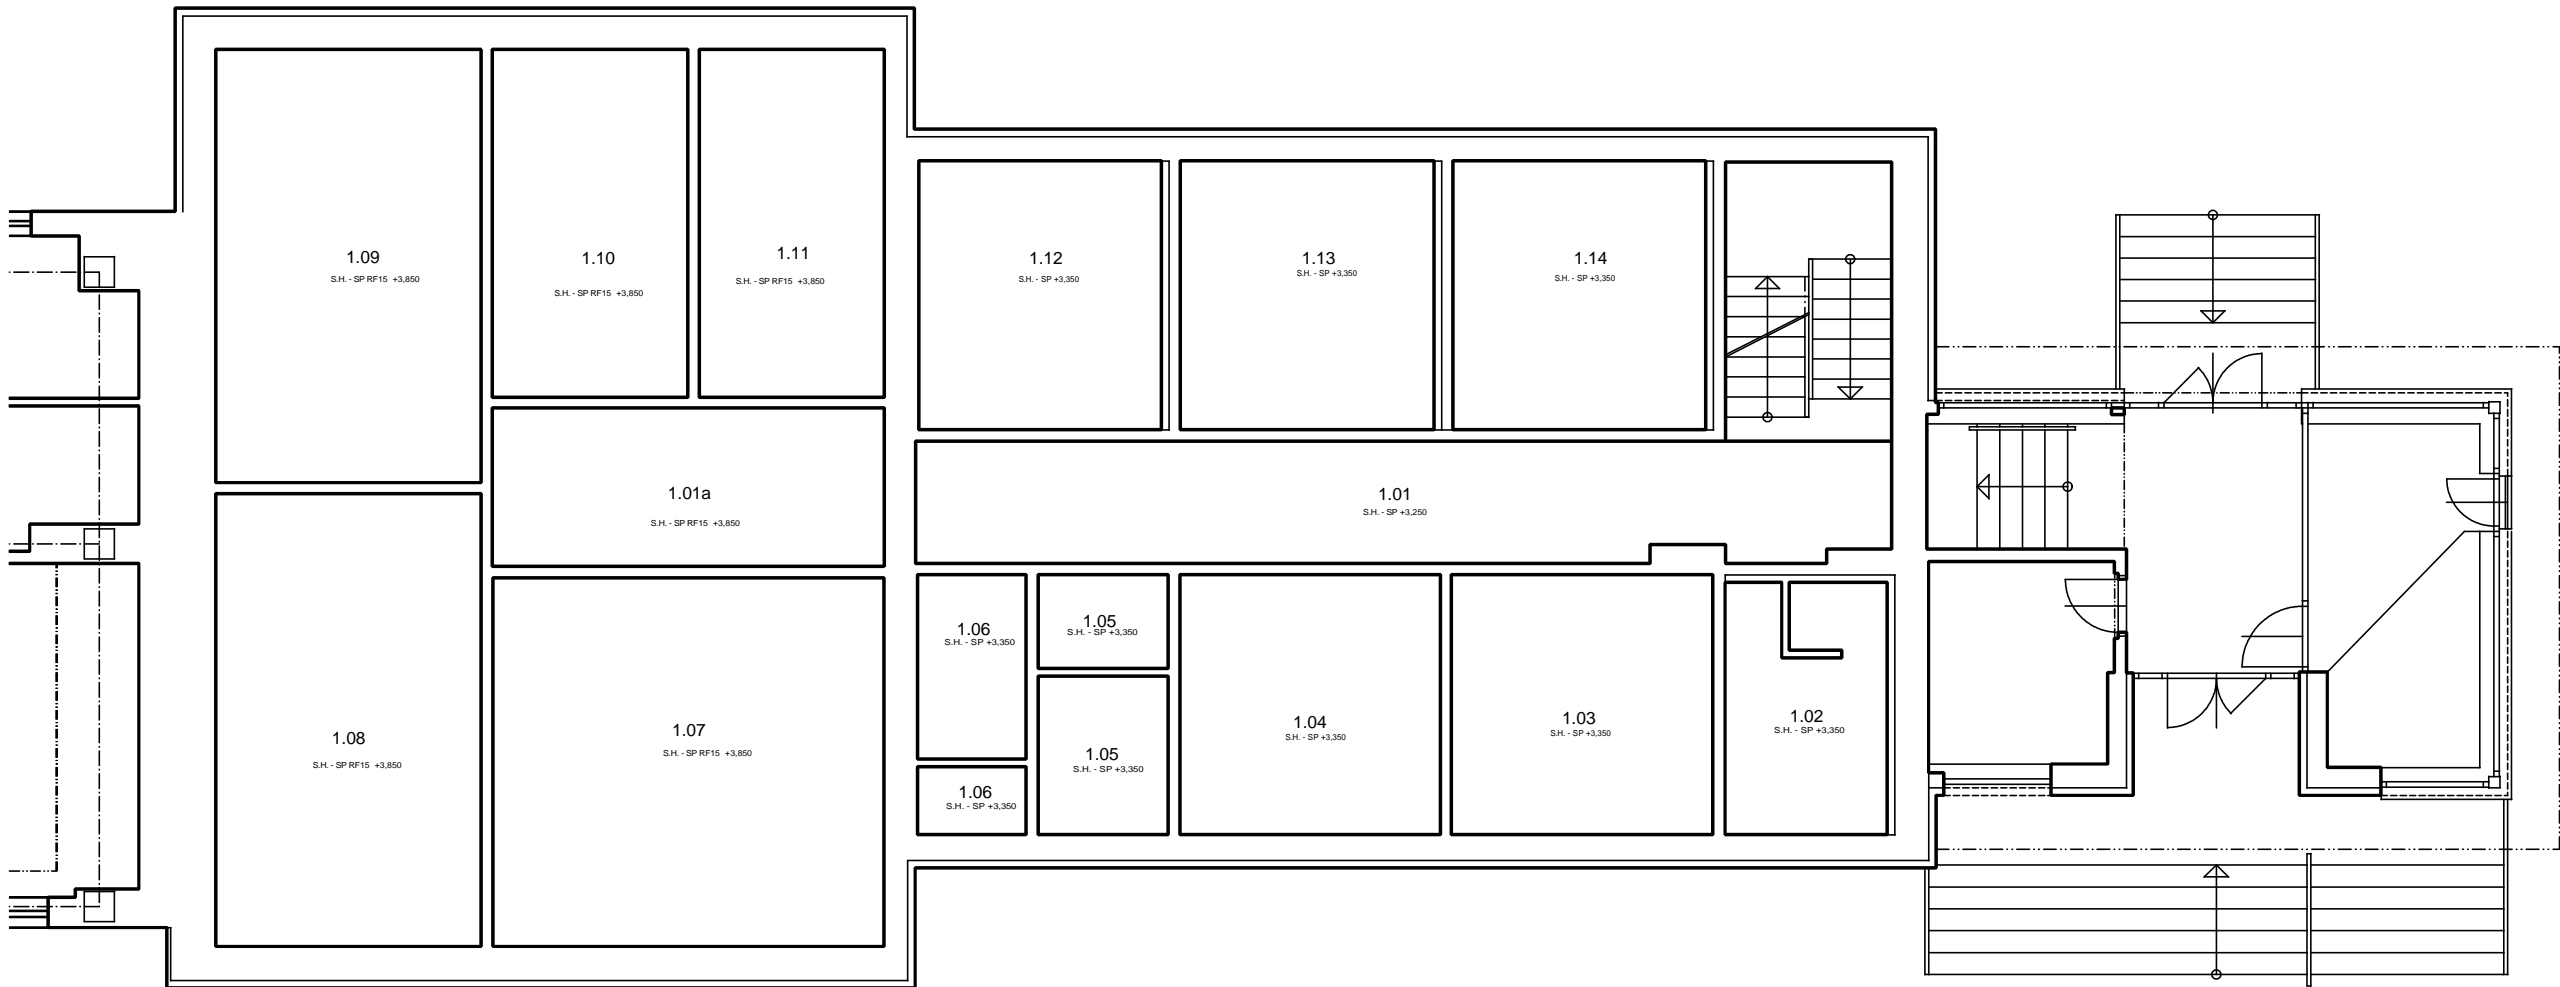 1.09
S.H. - SP RF15 +3,850
1.10
S.H. - SP RF15 +3,850
1.11
S.H. - SP RF15 +3,850
1.12
S.H. - SP +3,350
1.13
S.H. - SP +3,350
1.14
S.H. - SP +3,350
1.01a
S.H. - SP RF15 +3,850
1.01
S.H. - SP +3,250
1.08
S.H. - SP RF15 +3,850
1.07
S.H. - SP RF15 +3,850
1.06
S.H. - SP +3,350
1.05
S.H. - SP +3,350
1.06
S.H. - SP +3,350
1.05
S.H. - SP +3,350
1.04
S.H. - SP +3,350
1.03
S.H. - SP +3,350
1.02
S.H. - SP +3,350